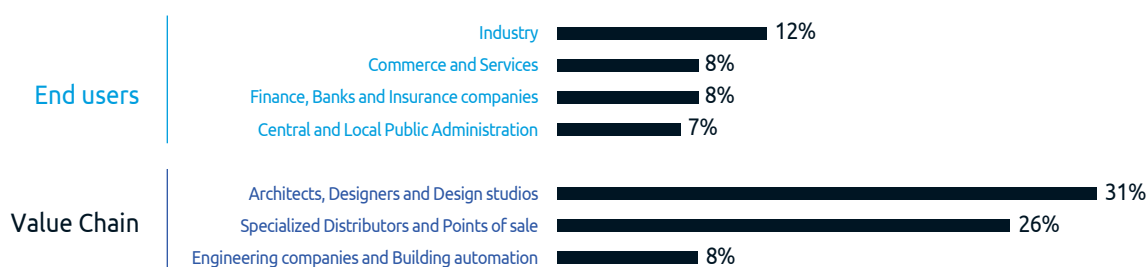 Industry 12%
Commerce and Services 8%
End users
Finance, Banks and Insurance companies 8%
Central and Local Public Administration 7%
Architects, Designers and Design studios 31%
Value Chain
Specialized Distributors and Points of sale 26%
Engineering companies and Building automation 8%